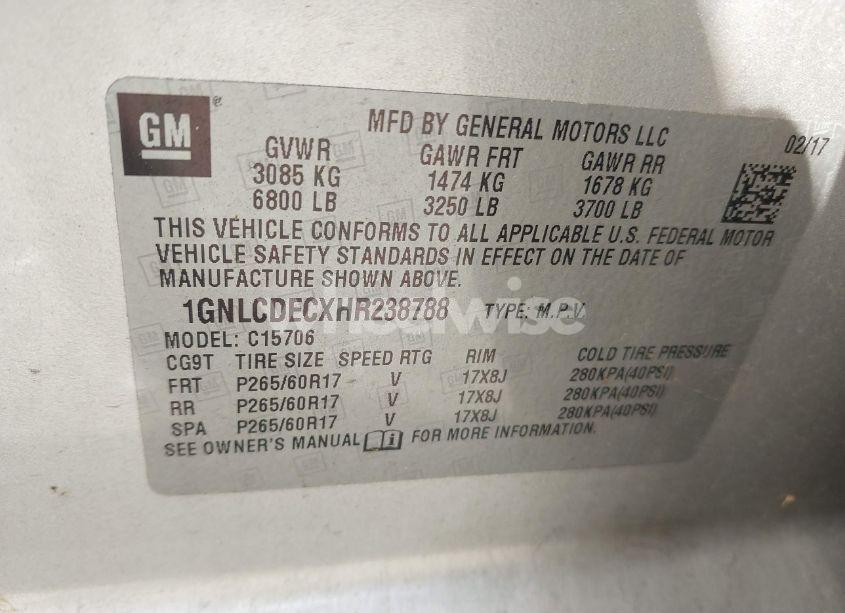 GM®
MFD BY GENERAL MOTORS LLC
02/17
GVWR GAWR FRT GAWR RR
3085 KG 1474 KG 1678 KG
6800 LB 3250 LB 3700 LB
THIS VEHICLE CONFORMS TO ALL APPLICABLE U.S. FEDERAL MOTOR
VEHICLE SAFETY STANDARDS IN EFFECT ON THE DATE OF
MANUFACTURE SHOWN ABOVE.
1GNLCDECXHR238788 TYPE: M.P.V.
MODEL: C15706
CG9T TIRE SIZE SPEED RTG RIM COLD TIRE PRESSURE
FRT P265/60R17 V 17X8J 280KPA(40PSI)
RR P265/60R17 V 17X8J 280KPA(40PSI)
SPA P265/60R17 V 17X8J 280KPA(40PSI)
SEE OWNER'S MANUAL i FOR MORE INFORMATION.